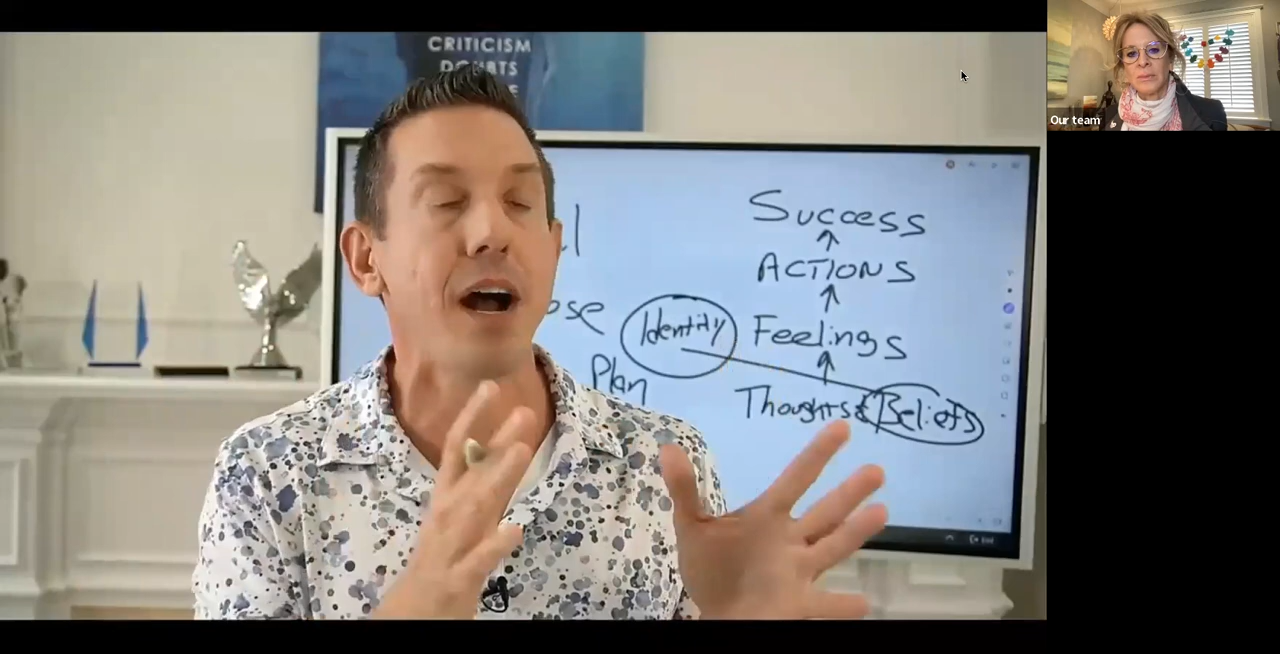 CRITICISM
DOUBTS
Our team
Success
ACTIONS
Identity
Feelings
Plan
Thoughts & Beliefs